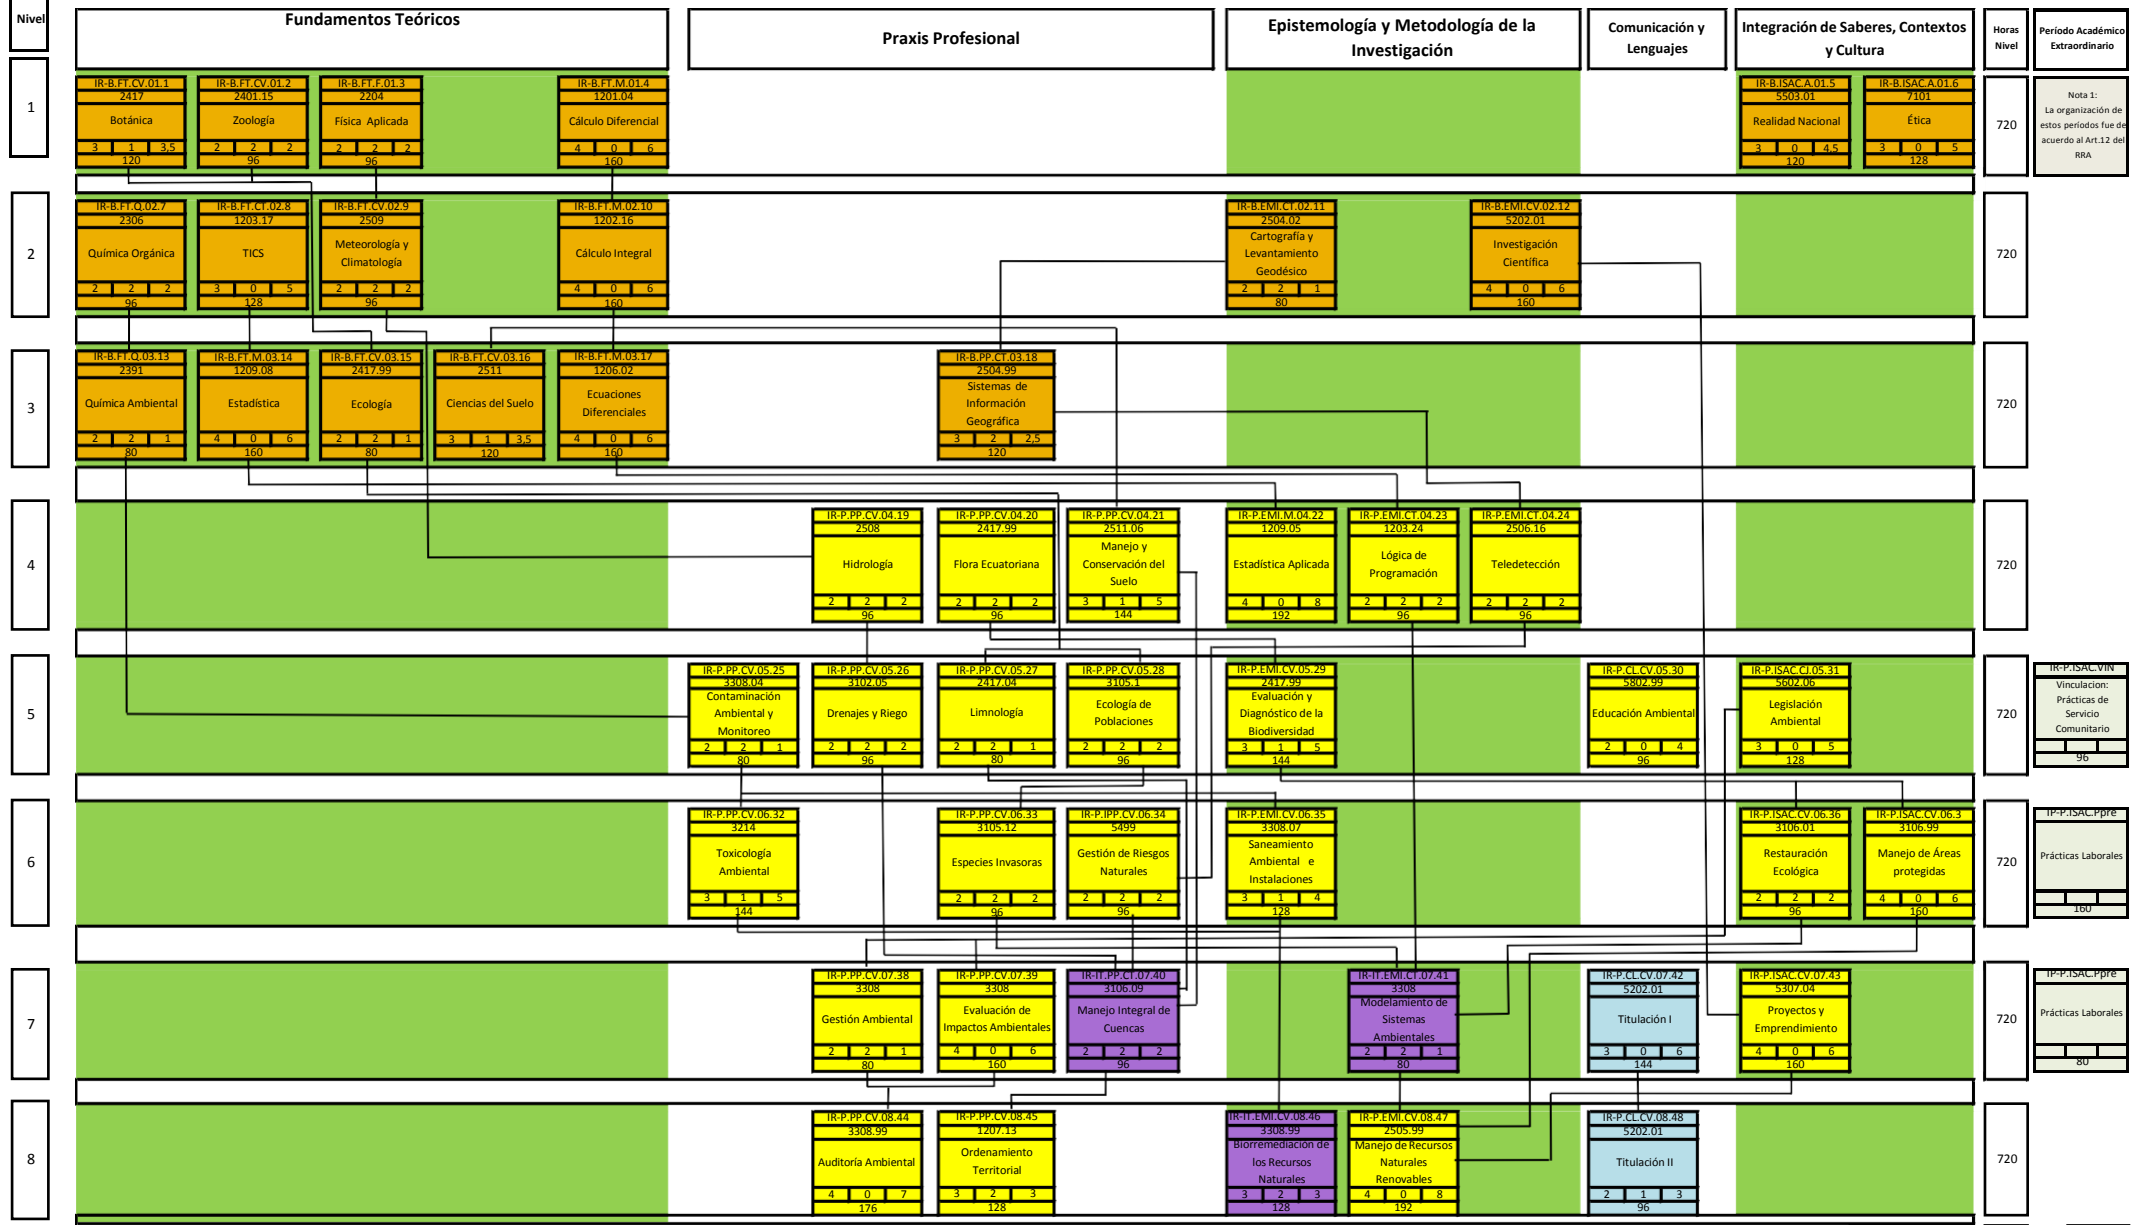 Nivel
Fundamentos Teóricos
Praxis Profesional
Epistemología y Metodología de la
Investigación
Comunicación y
Lenguajes
Integración de Saberes, Contextos
y Cultura
Horas
Nivel
Período Académico
Extraordinario
1
IR-B.FT.CV.01.1
2417
Botánica
3 1 3,5
120
IR-B.FT.CV.01.2
2401.15
Zoología
2 2 2
96
IR-B.FT.F.01.3
2204
Física Aplicada
2 2 2
96
IR-B.FT.M.01.4
1201.04
Cálculo Diferencial
4 0 6
160
IR-B.ISAC.A.01.5
5503.01
Realidad Nacional
3 0 4,5
120
IR-B.ISAC.A.01.6
7101
Ética
3 0 5
128
720
Nota 1:
La organización de
estos períodos fue de
acuerdo al Art.12 del
RRA
2
IR-B.FT.Q.02.7
2306
Química Orgánica
2 2 2
96
IR-B.FT.CT.02.8
1203.17
TICS
3 0 5
128
IR-B.FT.CV.02.9
2509
Meteorología y
Climatología
2 2 2
96
IR-B.FT.M.02.10
1202.16
Cálculo Integral
4 0 6
160
IR-B.EMI.CT.02.11
2504.02
Cartografía y
Levantamiento
Geodésico
2 2 1
80
IR-B.EMI.CV.02.12
5202.01
Investigación
Científica
4 0 6
160
720
3
IR-B.FT.Q.03.13
2391
Química Ambiental
2 2 1
80
IR-B.FT.M.03.14
1209.08
Estadística
4 0 6
160
IR-B.FT.CV.03.15
2417.99
Ecología
2 2 1
80
IR-B.FT.CV.03.16
2511
Ciencias del Suelo
3 1 3,5
120
IR-B.FT.M.03.17
1206.02
Ecuaciones
Diferenciales
4 0 6
160
IR-B.PP.CT.03.18
2504.99
Sistemas de
Información
Geográfica
3 2 2,5
120
720
4
IR-P.PP.CV.04.19
2508
Hidrología
2 2 2
96
IR-P.PP.CV.04.20
2417.99
Flora Ecuatoriana
2 2 2
96
IR-P.PP.CV.04.21
2511.06
Manejo y
Conservación del
Suelo
3 1 5
144
IR-P.EMI.M.04.22
1209.05
Estadística Aplicada
4 0 8
192
IR-P.EMI.CT.04.23
1203.24
Lógica de
Programación
2 2 2
96
IR-P.EMI.CT.04.24
2506.16
Teledetección
2 2 2
96
720
5
IR-P.PP.CV.05.25
3308.04
Contaminación
Ambiental y
Monitoreo
2 2 1
80
IR-P.PP.CV.05.26
3102.05
Drenajes y Riego
2 2 2
96
IR-P.PP.CV.05.27
2417.04
Limnología
2 2 1
80
IR-P.PP.CV.05.28
3105.1
Ecología de
Poblaciones
2 2 2
96
IR-P.EMI.CV.05.29
2417.99
Evaluación y
Diagnóstico de la
Biodiversidad
3 1 5
144
IR-P.CL.CV.05.30
5802.99
Educación Ambiental
2 0 4
96
IR-P.ISAC.CJ.05.31
5602.06
Legislación
Ambiental
3 0 5
128
720
IR-P.ISAC.VIN
Vinculacion:
Prácticas de
Servicio
Comunitario
96
6
IR-P.PP.CV.06.32
3214
Toxicología
Ambiental
3 1 5
144
IR-P.PP.CV.06.33
3105.12
Especies Invasoras
2 2 2
96
IR-P.IPP.CV.06.34
5499
Gestión de Riesgos
Naturales
2 2 2
96
IR-P.EMI.CV.06.35
3308.07
Saneamiento
Ambiental e
Instalaciones
3 1 4
128
IR-P.ISAC.CV.06.36
3106.01
Restauración
Ecológica
2 2 2
96
IR-P.ISAC.CV.06.3
3106.99
Manejo de Áreas
protegidas
4 0 6
160
720
IP-P.ISAC.Ppre
Prácticas Laborales
160
7
IR-P.PP.CV.07.38
3308
Gestión Ambiental
2 2 1
80
IR-P.PP.CV.07.39
3308
Evaluación de
Impactos Ambientales
4 0 6
160
IR-IT.PP.CT.07.40
3106.09
Manejo Integral de
Cuencas
2 2 2
96
IR-IT.EMI.CT.07.41
3308
Modelamiento de
Sistemas
Ambientales
2 2 1
80
IR-P.CL.CV.07.42
5202.01
Titulación I
3 0 6
144
IR-P.ISAC.CV.07.43
5307.04
Proyectos y
Emprendimiento
4 0 6
160
720
IP-P.ISAC.Ppre
Prácticas Laborales
80
8
IR-P.PP.CV.08.44
3308.99
Auditoría Ambiental
4 0 7
176
IR-P.PP.CV.08.45
1207.13
Ordenamiento
Territorial
3 2 3
128
IR-IT.EMI.CV.08.46
3308.99
Biorremediación de
los Recursos
Naturales
3 2 3
128
IR-P.EMI.CV.08.47
2505.99
Manejo de Recursos
Naturales
Renovables
4 0 8
192
IR-P.CL.CV.08.48
5202.01
Titulación II
2 1 3
96
720